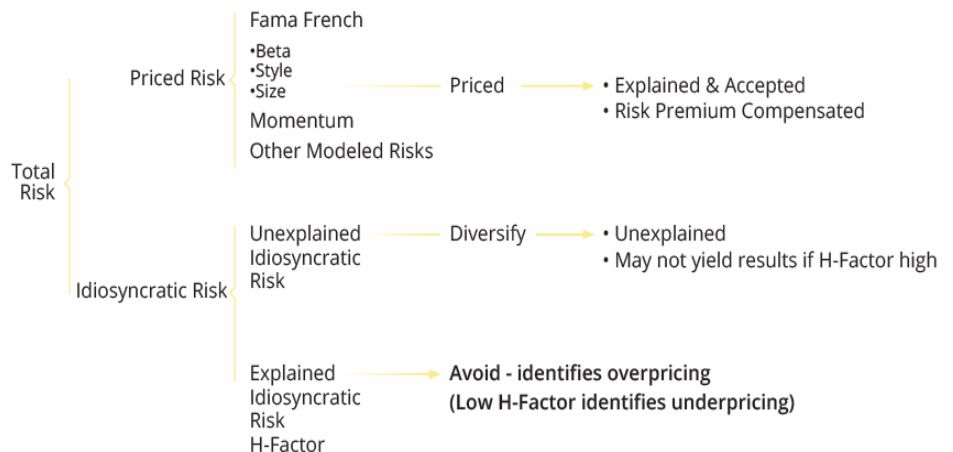 Total
Risk
Priced Risk
Fama French
•Beta
•Style
•Size
Momentum
Other Modeled Risks
Priced
• Explained & Accepted
• Risk Premium Compensated
Idiosyncratic Risk
Unexplained
Idiosyncratic
Risk
Diversify
• Unexplained
• May not yield results if H-Factor high
Explained
Idiosyncratic
Risk
H-Factor
Avoid - identifies overpricing
(Low H-Factor identifies underpricing)